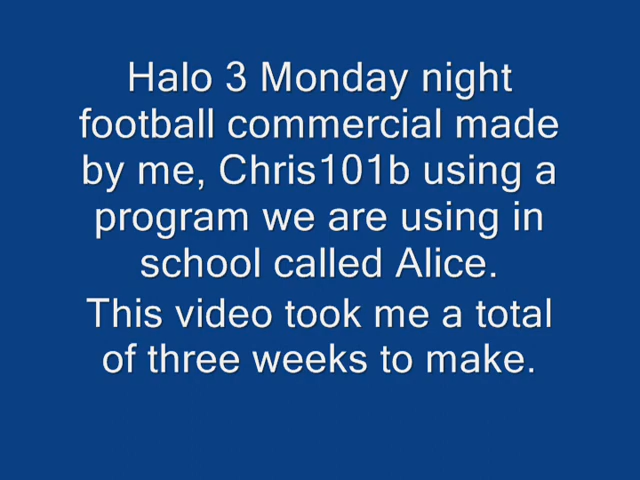 Halo 3 Monday night
football commercial made
by me, Chris101b using a
program we are using in
school called Alice.
This video took me a total
of three weeks to make.